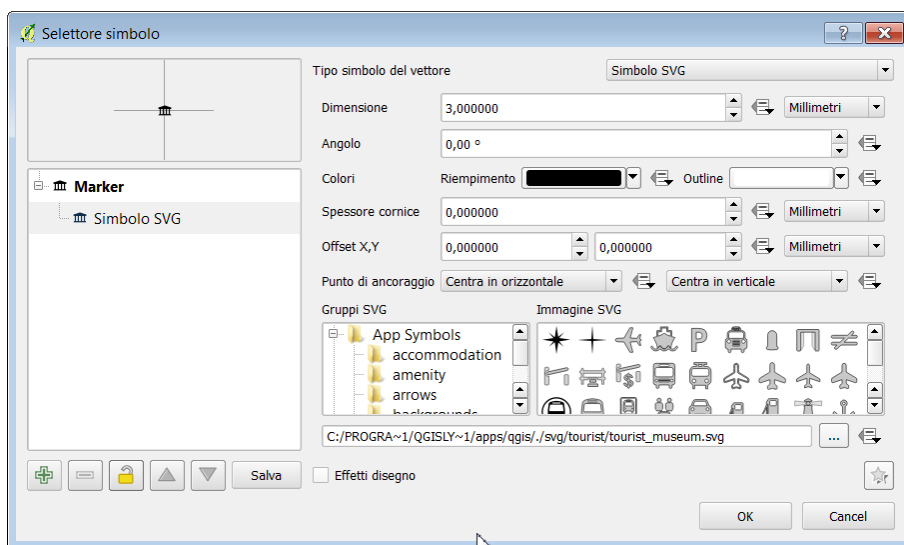 Selettore simbolo
Tipo simbolo del vettore Simbolo SVG
Dimensione 3,000000 Millimetri
Angolo 0,00 °
Marker
Simbolo SVG
Colori Riempimento Outline
Spessore cornice 0,000000 Millimetri
Offset X,Y 0,000000 0,000000 Millimetri
Punto di ancoraggio Centra in orizzontale Centra in verticale
Gruppi SVG Immagine SVG
App Symbols
accommodation
amenity
arrows
backgrounds
C:/PROGRA~1/QGISLY~1/apps/qgis/./svg/tourist/tourist_museum.svg ...
Salva Effetti disegno
OK Cancel